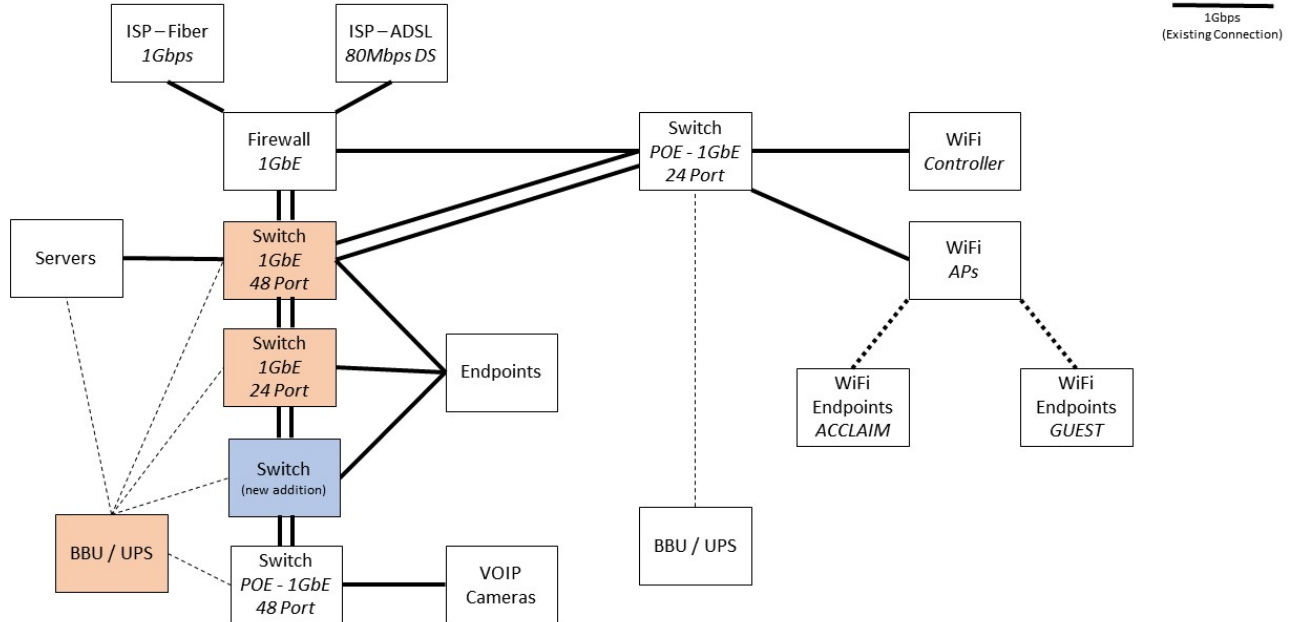 ISP – Fiber
1Gbps
ISP – ADSL
80Mbps DS
1Gbps
(Existing Connection)
Firewall
1GbE
Switch
POE - 1GbE
24 Port
WiFi
Controller
Servers
Switch
1GbE
48 Port
WiFi
APs
Switch
1GbE
24 Port
Endpoints
WiFi
Endpoints
ACCLAIM
WiFi
Endpoints
GUEST
Switch
(new addition)
BBU / UPS
BBU / UPS
Switch
POE - 1GbE
48 Port
VOIP
Cameras